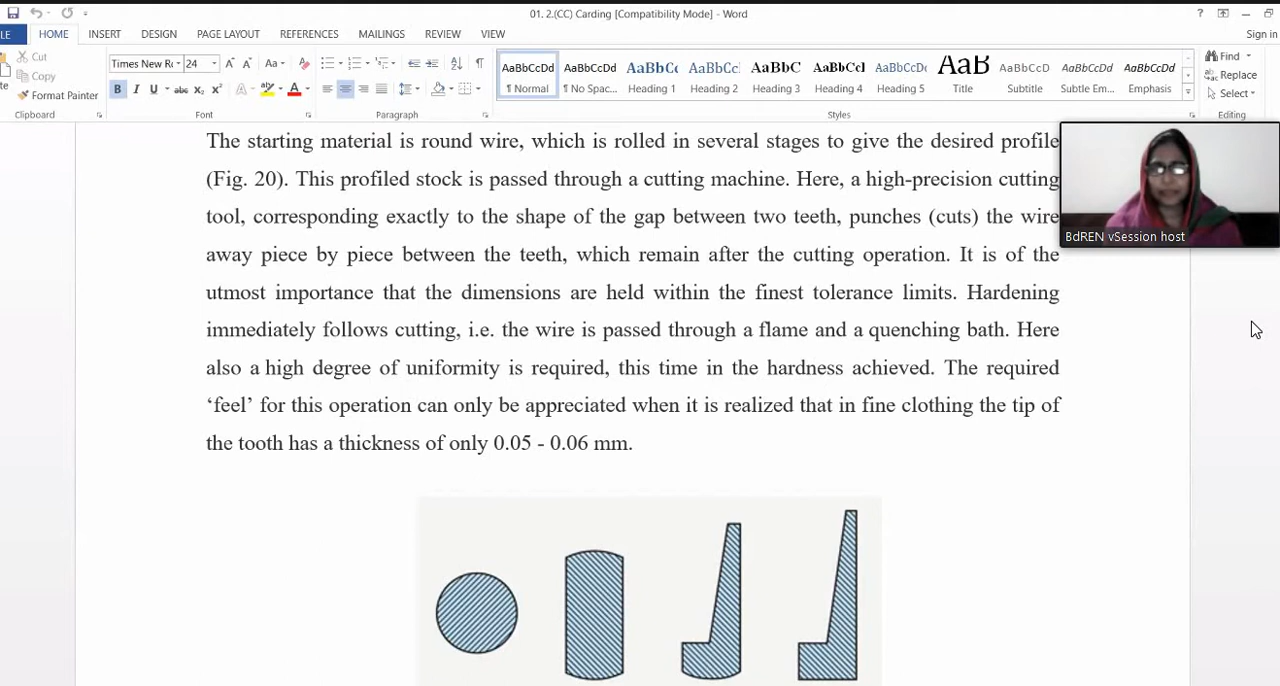 01. 2.(CC) Carding [Compatibility Mode] - Word
HOME INSERT DESIGN PAGE LAYOUT REFERENCES MAILINGS REVIEW VIEW Sign in
Cut
Copy
Format Painter
Clipboard
Times New R 24
Font
Paragraph
AaBbCcDd AaBbCcDd AaBbC AaBbCc AaBbC AaBbCcI AaBbCcDc AaB AaBbCcD AaBbCcDd AaBbCcDd
¶ Normal ¶ No Spac... Heading 1 Heading 2 Heading 3 Heading 4 Heading 5 Title Subtitle Subtle Em... Emphasis
Styles
Find
Replace
Select
Editing
The starting material is round wire, which is rolled in several stages to give the desired profile
(Fig. 20). This profiled stock is passed through a cutting machine. Here, a high-precision cutting
tool, corresponding exactly to the shape of the gap between two teeth, punches (cuts) the wire
away piece by piece between the teeth, which remain after the cutting operation. It is of the
utmost importance that the dimensions are held within the finest tolerance limits. Hardening
immediately follows cutting, i.e. the wire is passed through a flame and a quenching bath. Here
also a high degree of uniformity is required, this time in the hardness achieved. The required
‘feel’ for this operation can only be appreciated when it is realized that in fine clothing the tip of
the tooth has a thickness of only 0.05 - 0.06 mm.
BdREN vSession host